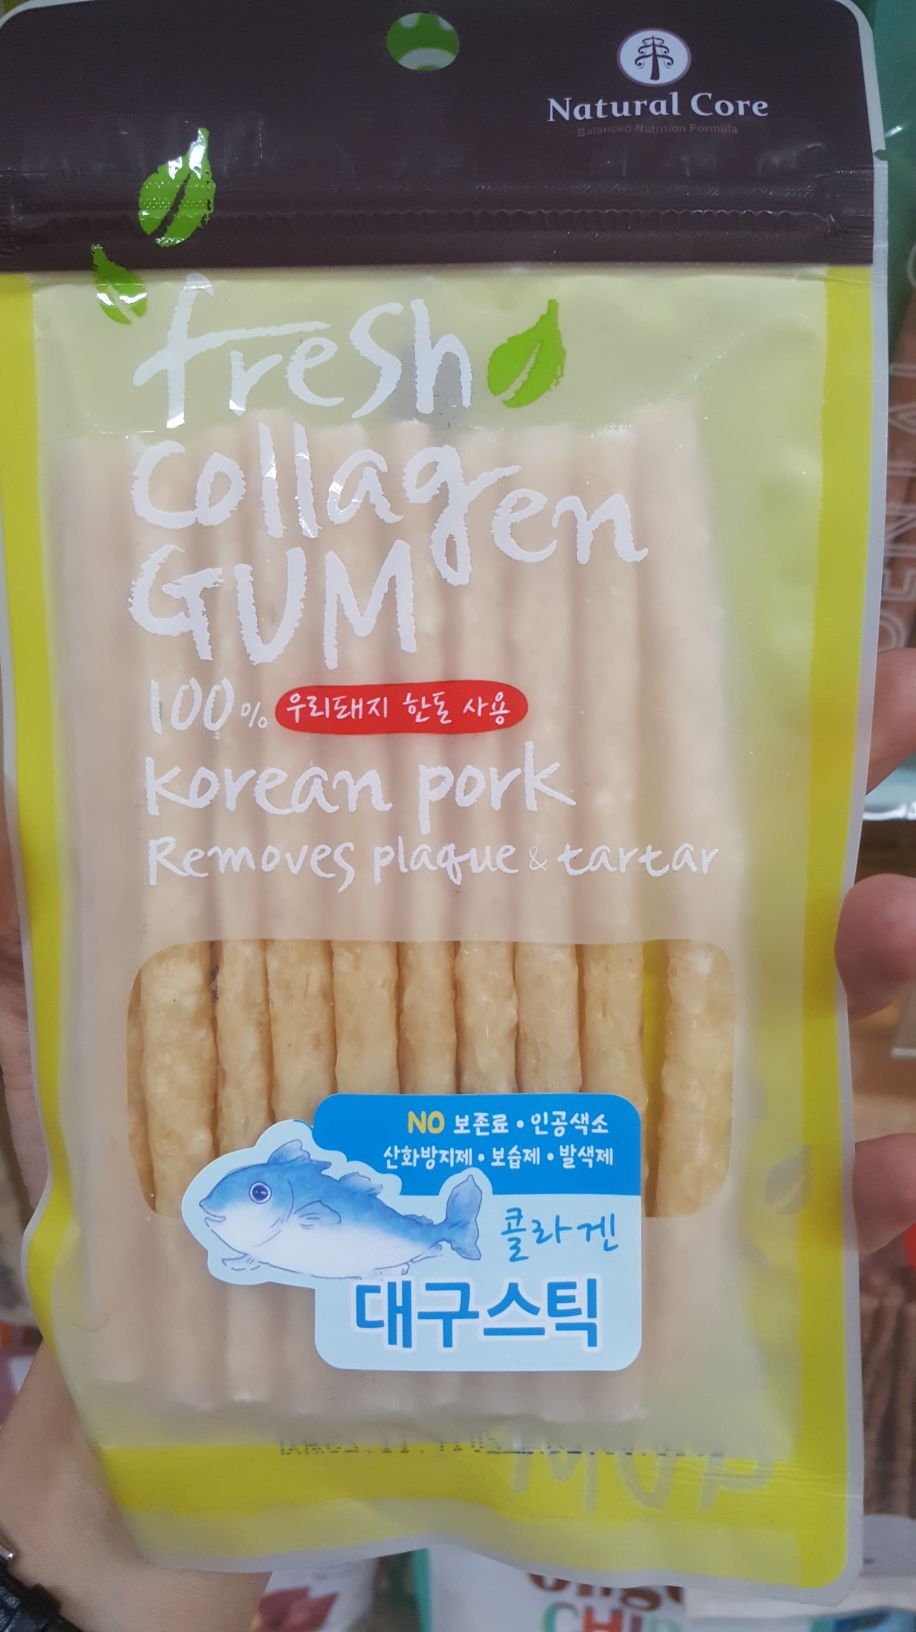 Natural Core
Balanced Nutrition Formula
fresh
collagen
GUM
100% 우리돼지 한돈 사용
korean pork
Removes plaque & tartar
NO 보존료 • 인공색소
산화방지제 • 보습제 • 발색제
콜라겐
대구스틱